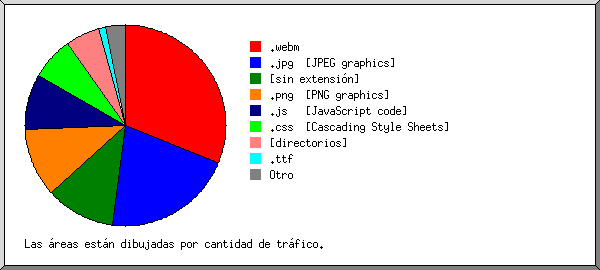 .webm
.jpg [JPEG graphics]
[sin extensión]
.png [PNG graphics]
.js [JavaScript code]
.css [Cascading Style Sheets]
[directorios]
.ttf
Otro
Las áreas están dibujadas por cantidad de tráfico.